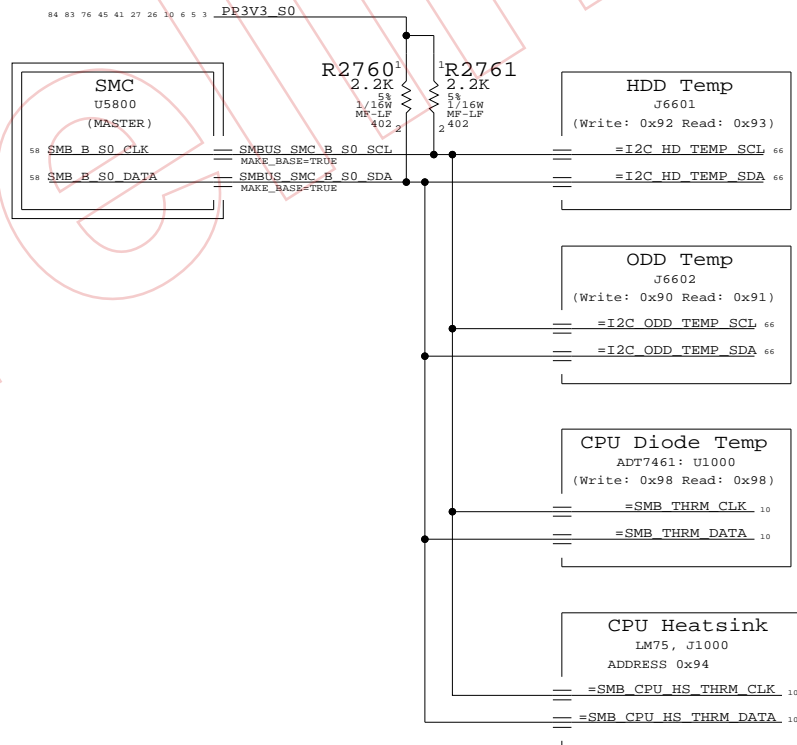 84 83 76 45 41 27 26 10 6 5 3 PP3V3_S0
R2760 1
2.2K
5%
1/16W
MF-LF
402 2
1 R2761
2.2K
5%
1/16W
MF-LF
2 402
SMC
U5800
(MASTER)
58 SMB_B_S0_CLK
SMBUS_SMC_B_S0_SCL
MAKE_BASE=TRUE
58 SMB_B_S0_DATA
SMBUS_SMC_B_S0_SDA
MAKE_BASE=TRUE
HDD Temp
J6601
(Write: 0x92 Read: 0x93)
=I2C_HD_TEMP_SCL 66
=I2C_HD_TEMP_SDA 66
ODD Temp
J6602
(Write: 0x90 Read: 0x91)
=I2C_ODD_TEMP_SCL 66
=I2C_ODD_TEMP_SDA 66
CPU Diode Temp
ADT7461: U1000
(Write: 0x98 Read: 0x98)
=SMB_THRM_CLK 10
=SMB_THRM_DATA 10
CPU Heatsink
LM75, J1000
ADDRESS 0x94
=SMB_CPU_HS_THRM_CLK 10
=SMB_CPU_HS_THRM_DATA 10